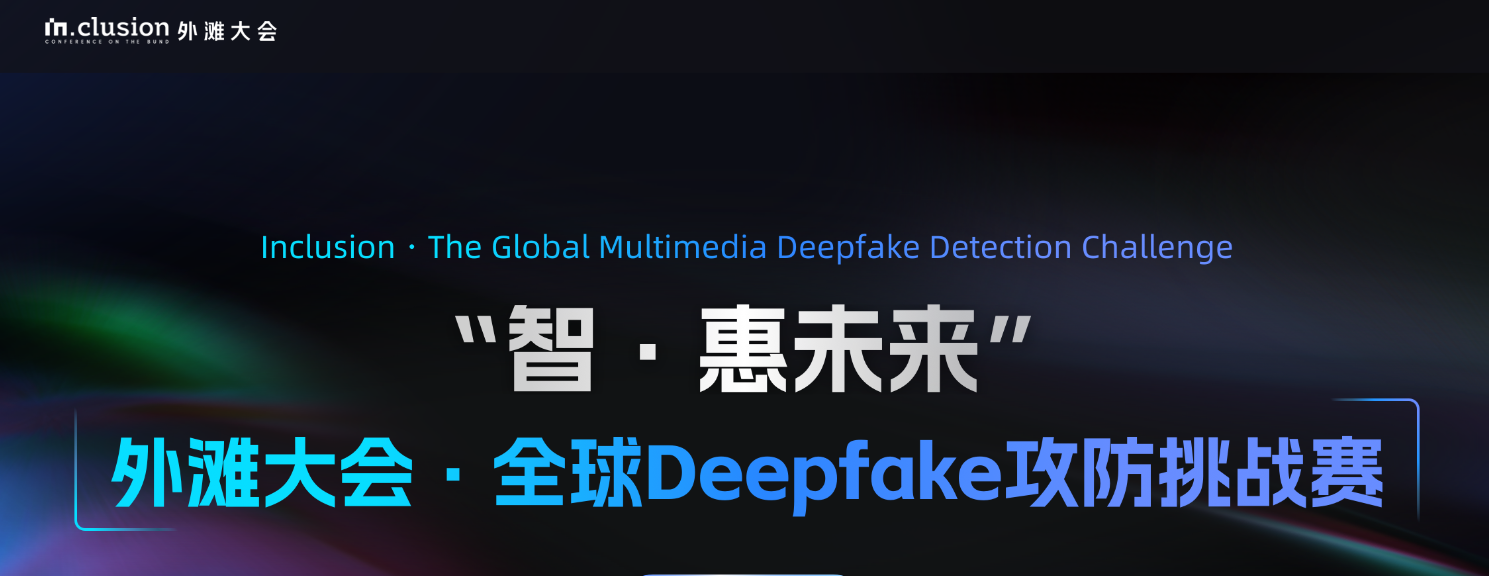 in.clusion 外滩大会
CONFERENCE ON THE BUND
Inclusion · The Global Multimedia Deepfake Detection Challenge
“智 · 惠未来”
外滩大会 · 全球Deepfake攻防挑战赛